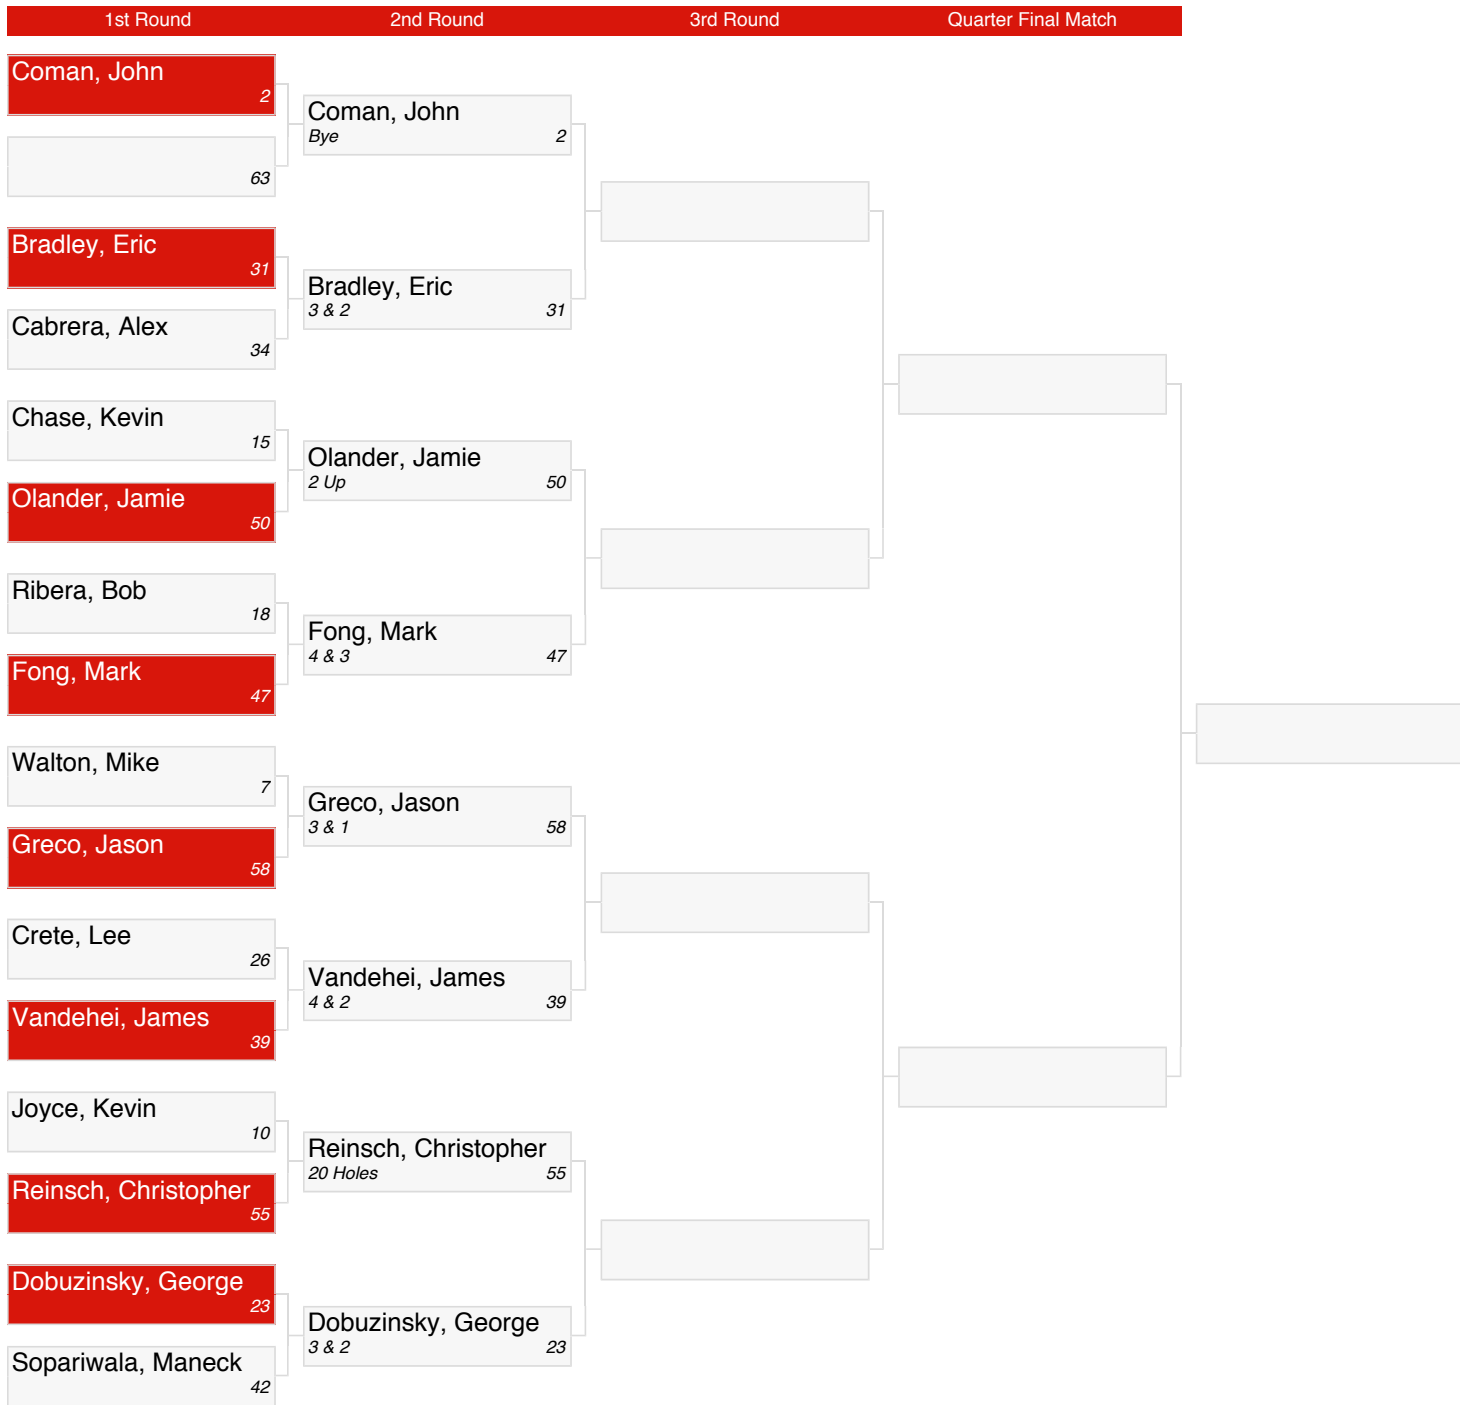 1st Round
2nd Round
3rd Round
Quarter Final Match
Coman, John
2
63
Bradley, Eric
31
Cabrera, Alex
34
Chase, Kevin
15
Olander, Jamie
50
Ribera, Bob
18
Fong, Mark
47
Walton, Mike
7
Greco, Jason
58
Crete, Lee
26
Vandehei, James
39
Joyce, Kevin
10
Reinsch, Christopher
55
Dobuzinsky, George
23
Sopariwala, Maneck
42
Coman, John
Bye 2
Bradley, Eric
3 & 2 31
Olander, Jamie
2 Up 50
Fong, Mark
4 & 3 47
Greco, Jason
3 & 1 58
Vandehei, James
4 & 2 39
Reinsch, Christopher
20 Holes 55
Dobuzinsky, George
3 & 2 23